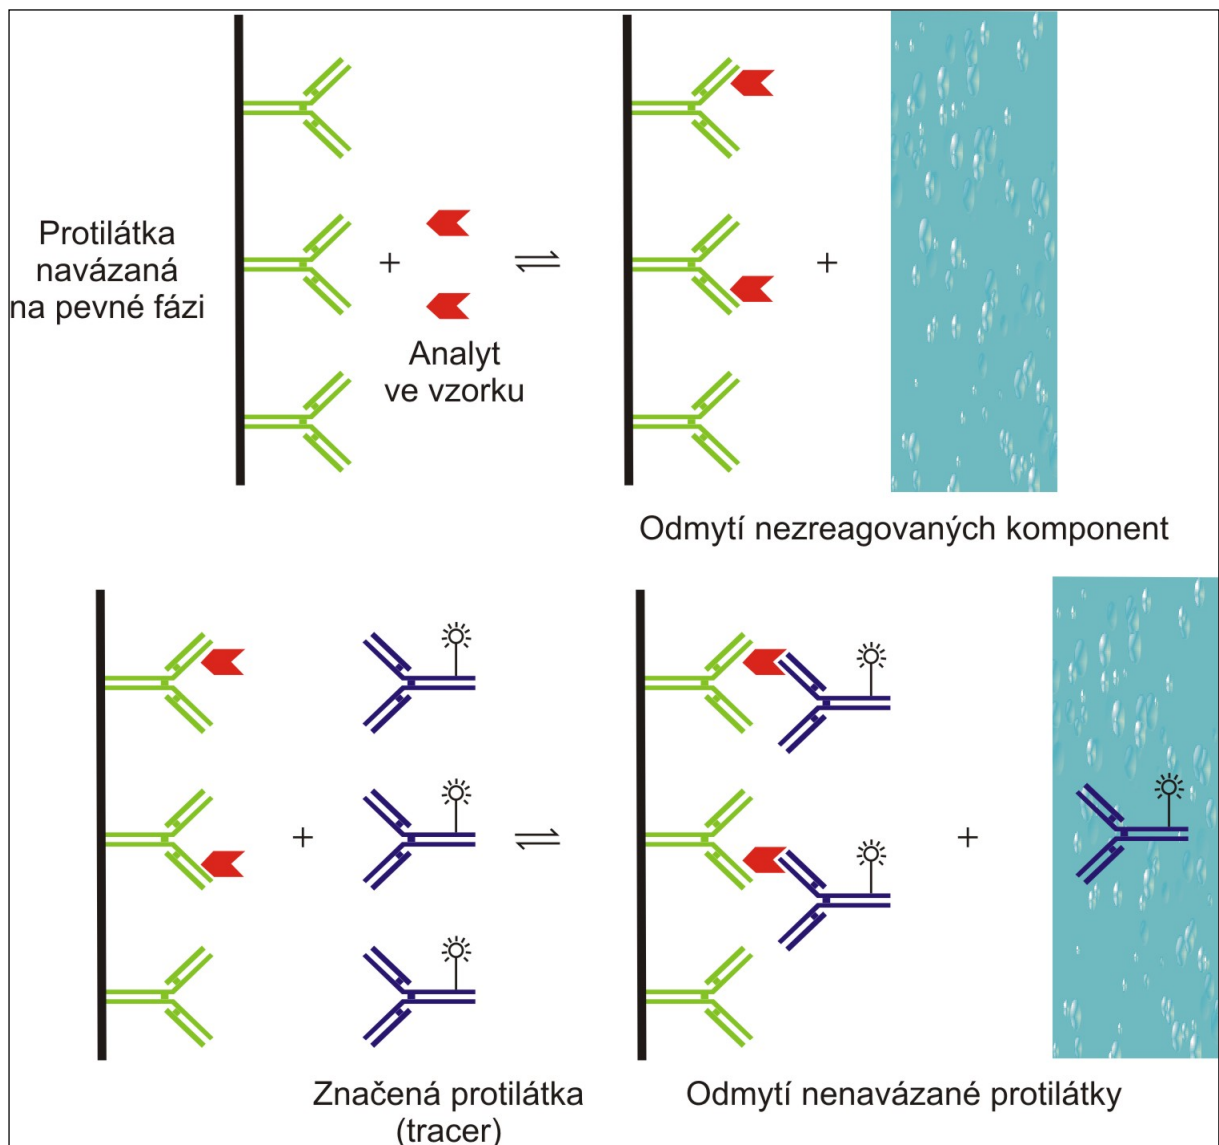 Protilátka
navázaná
na pevné fázi
+
+
Analyt
ve vzorku
Odmytí nezreagovaných komponent
+
+
Značená protilátka
(tracer)
Odmytí nenavázané protilátky